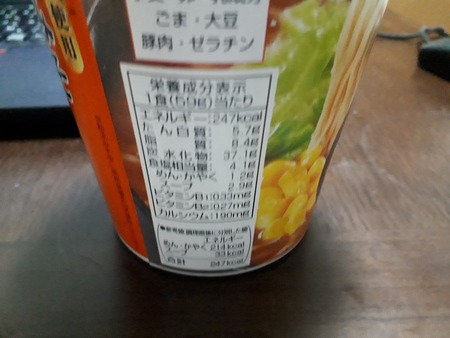 ごま・大豆
豚肉・ゼラチン
栄養成分表示
1食(59g)当たり
エネルギー:247kcal
たん白質: 5.7g
脂質: 8.4g
炭水化物: 37.1g
食塩相当量: 4.1g
めん・かやく 1.2g
スープ 2.9g
ビタミンB1:0.33mg
ビタミンB2:0.27mg
カルシウム:190mg
エネルギー
めん・かやく 214kcal
スープ 33kcal
合計 247kcal